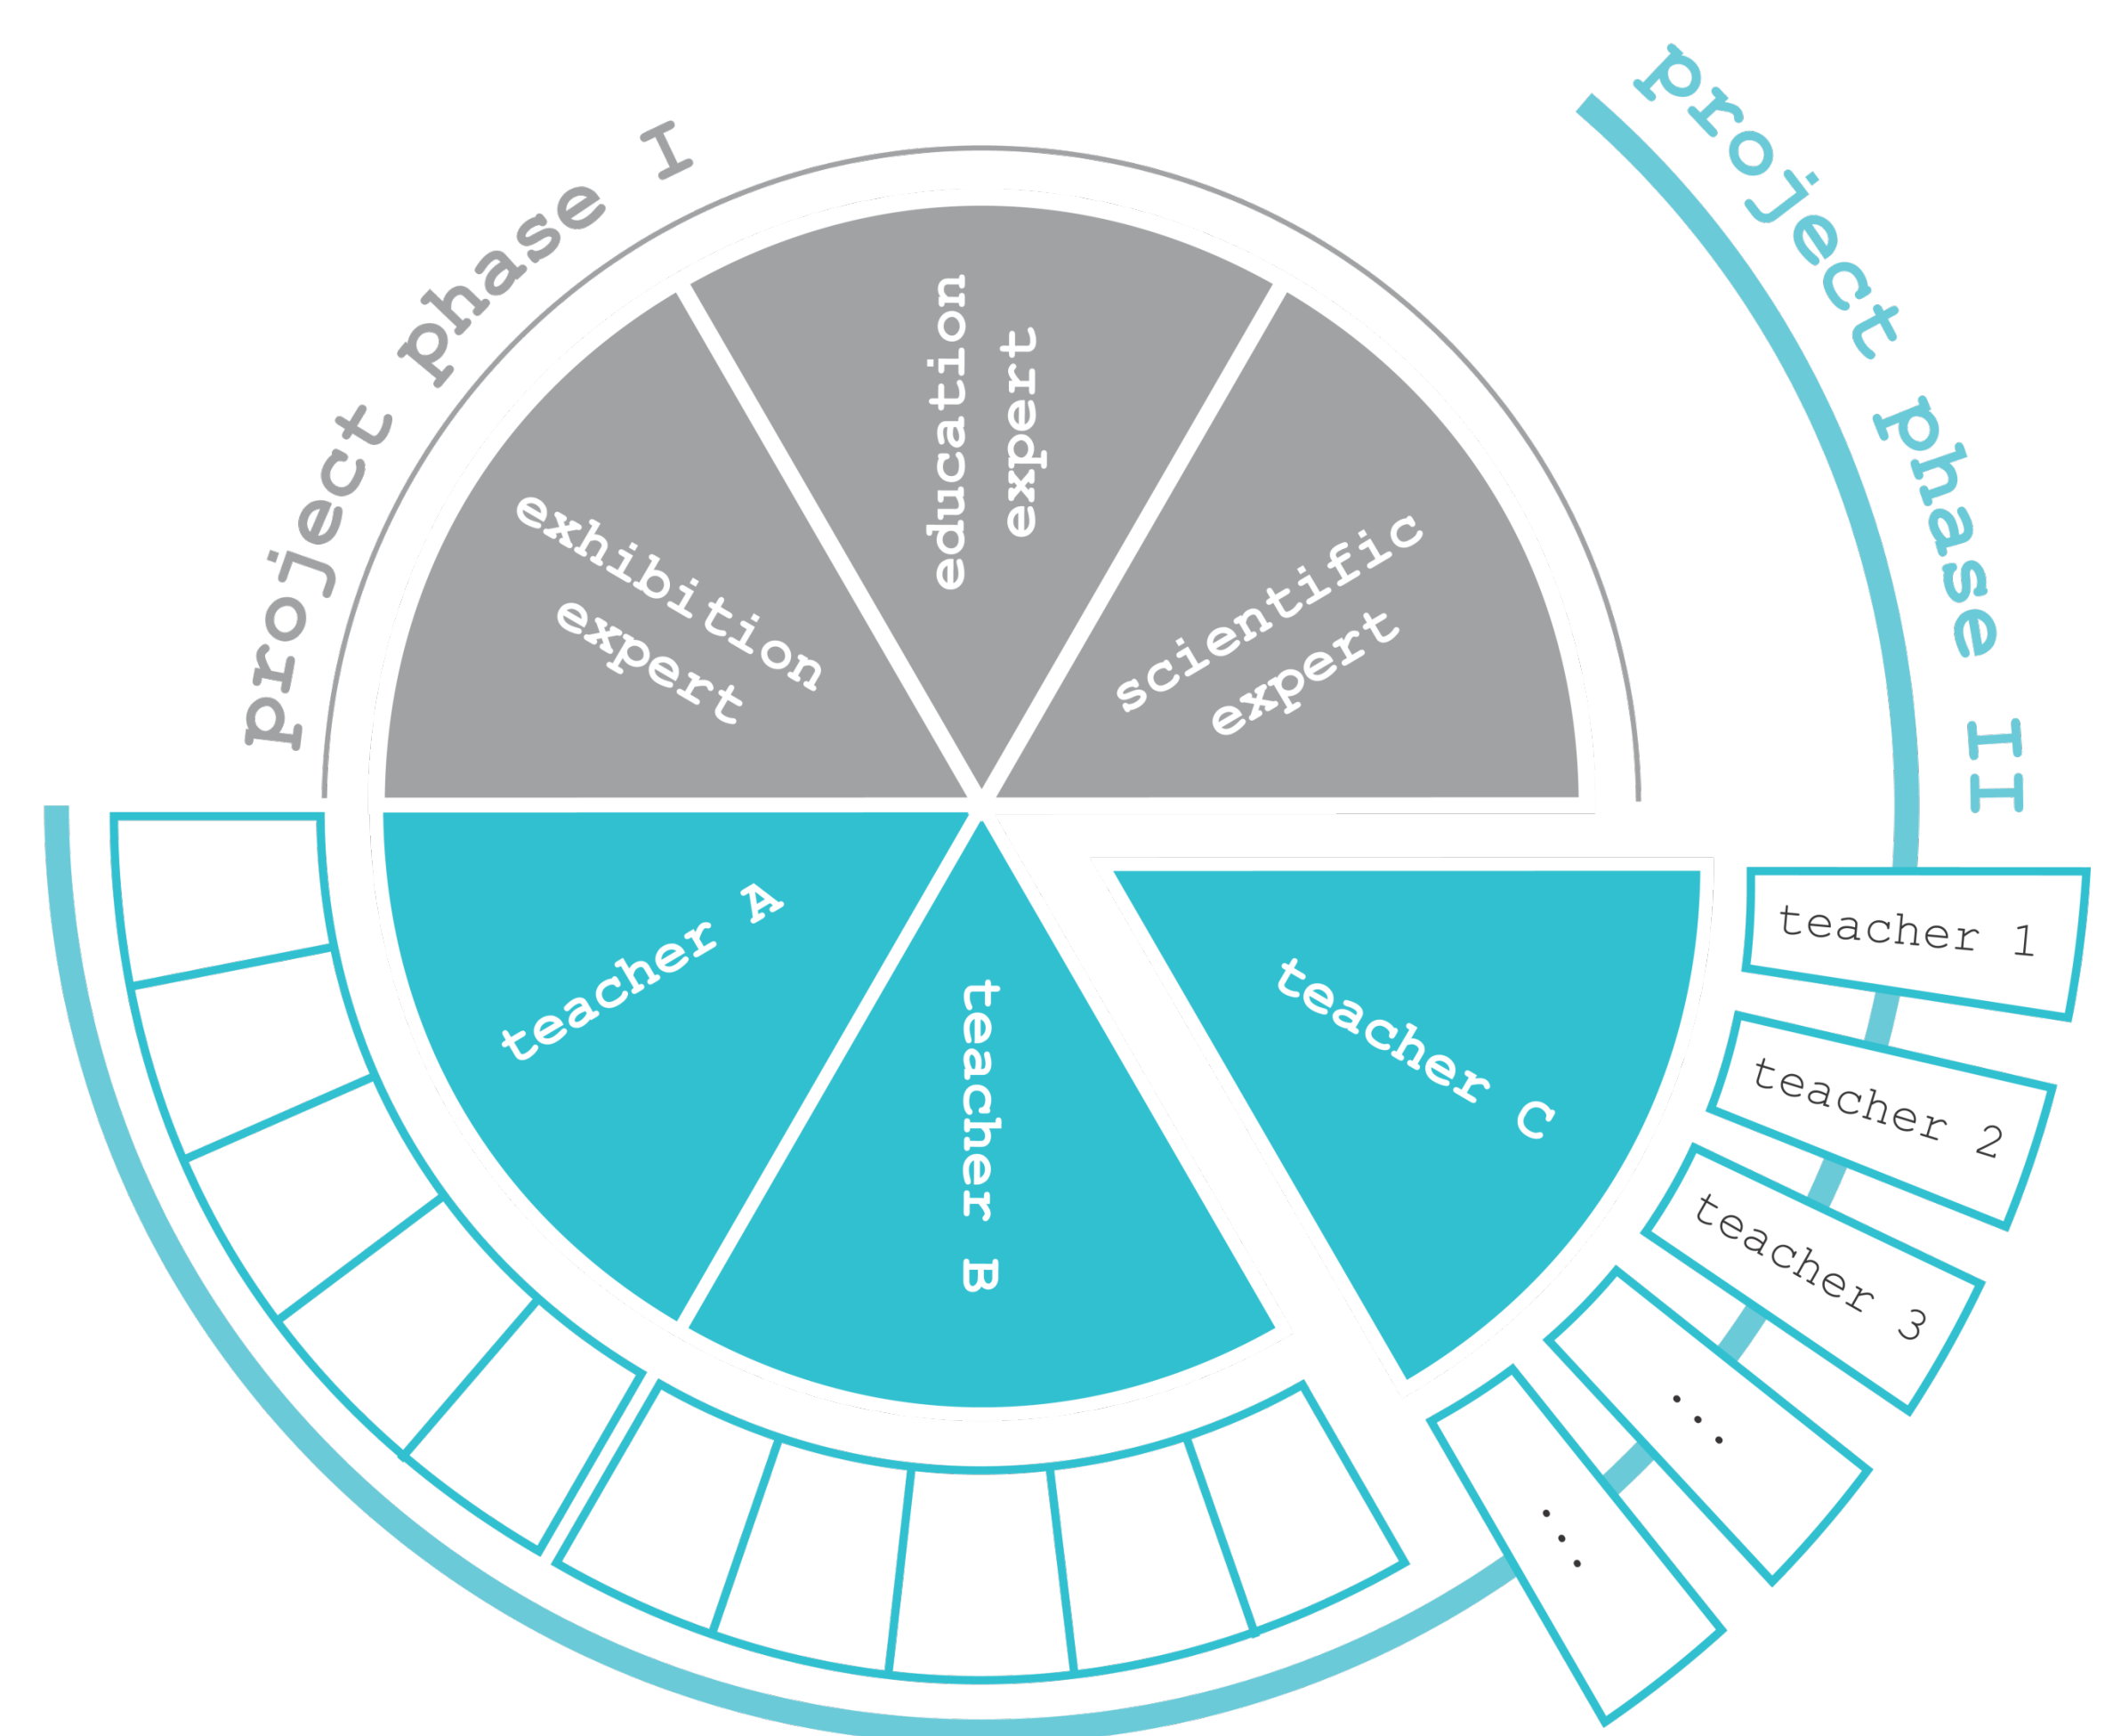 project phase I
project phase II
exhibition
expert
education
expert
scientific
expert
teacher A
teacher B
teacher C
teacher 1
teacher 2
teacher 3
...
...